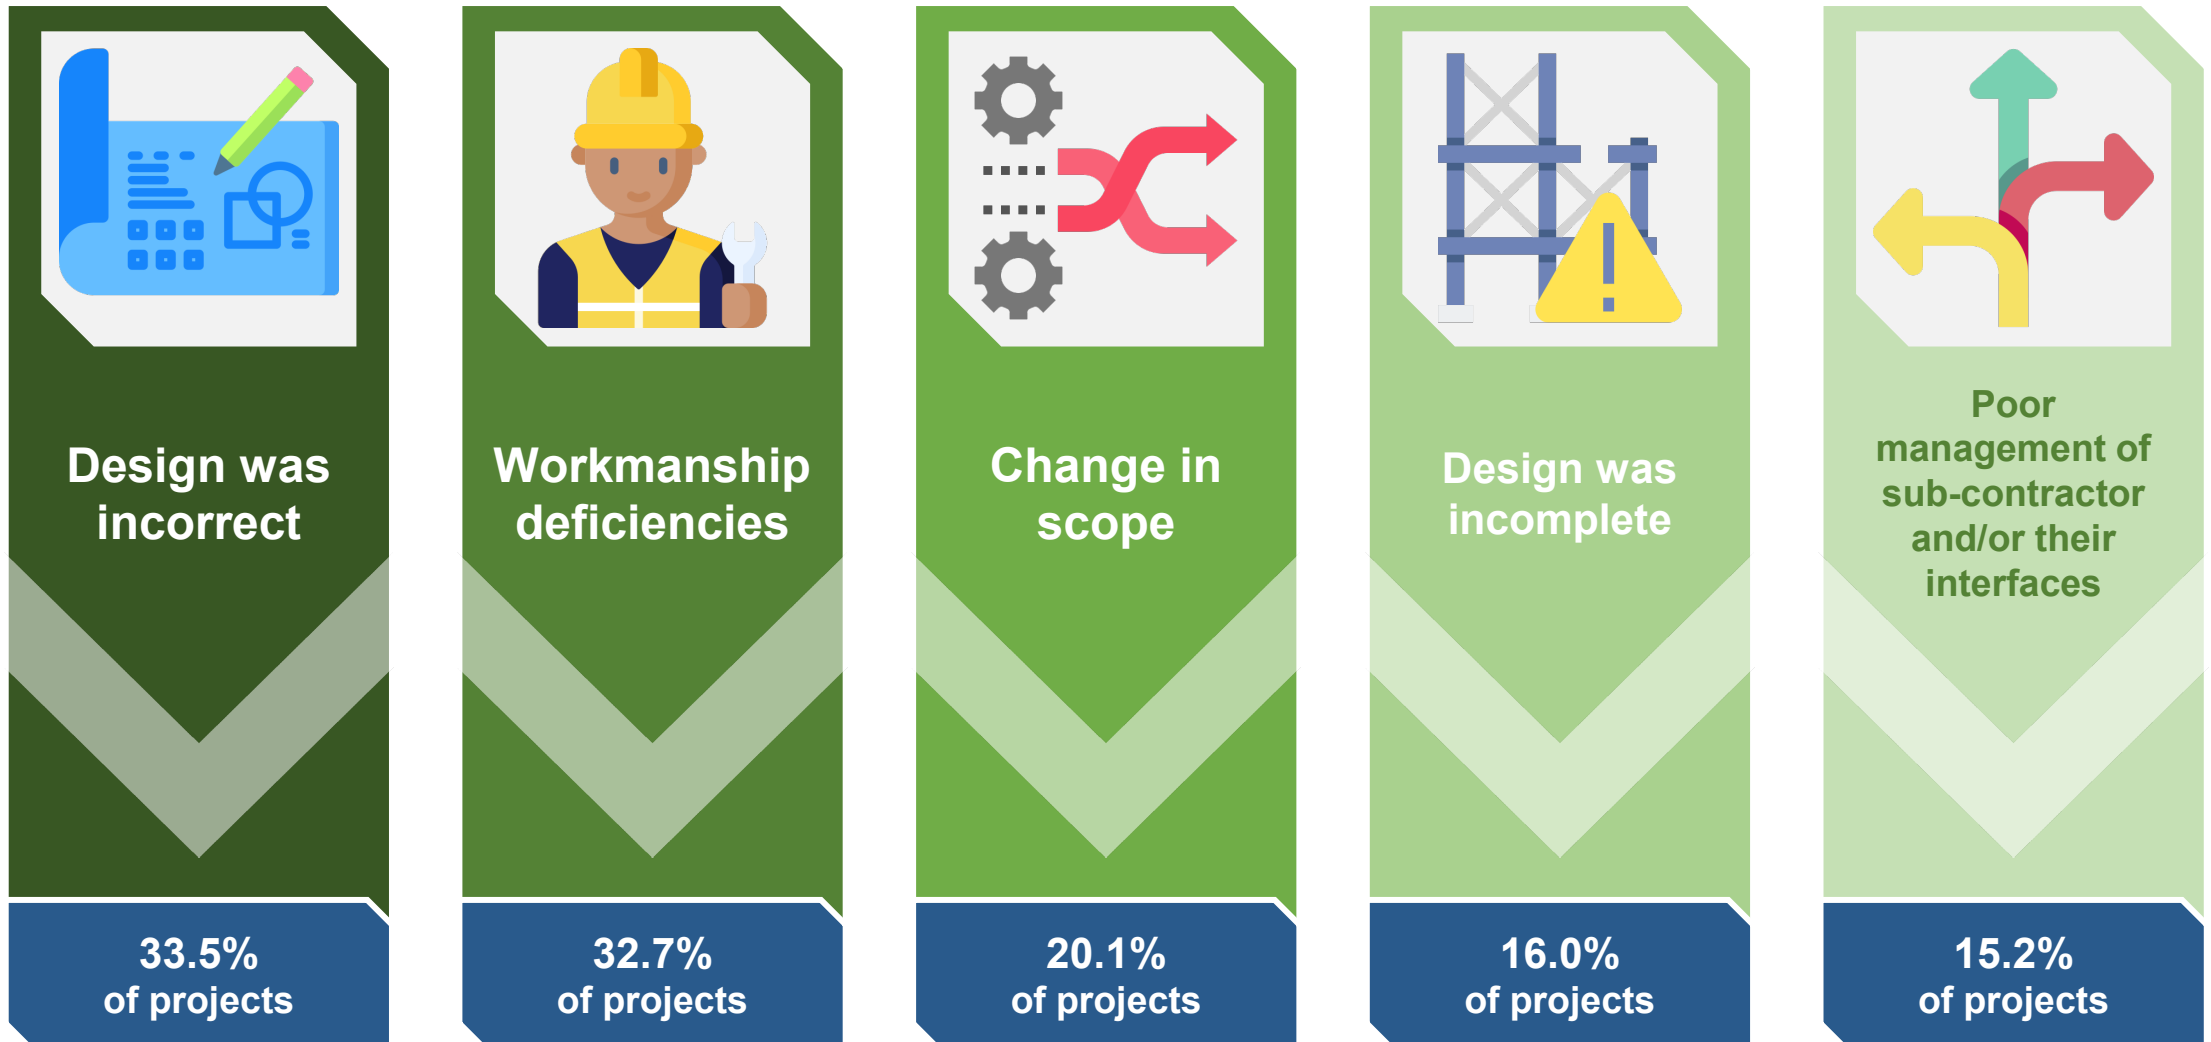 Design was
incorrect
33.5%
of projects
Workmanship
deficiencies
32.7%
of projects
Change in
scope
20.1%
of projects
Design was
incomplete
16.0%
of projects
Poor
management of
sub-contractor
and/or their
interfaces
15.2%
of projects